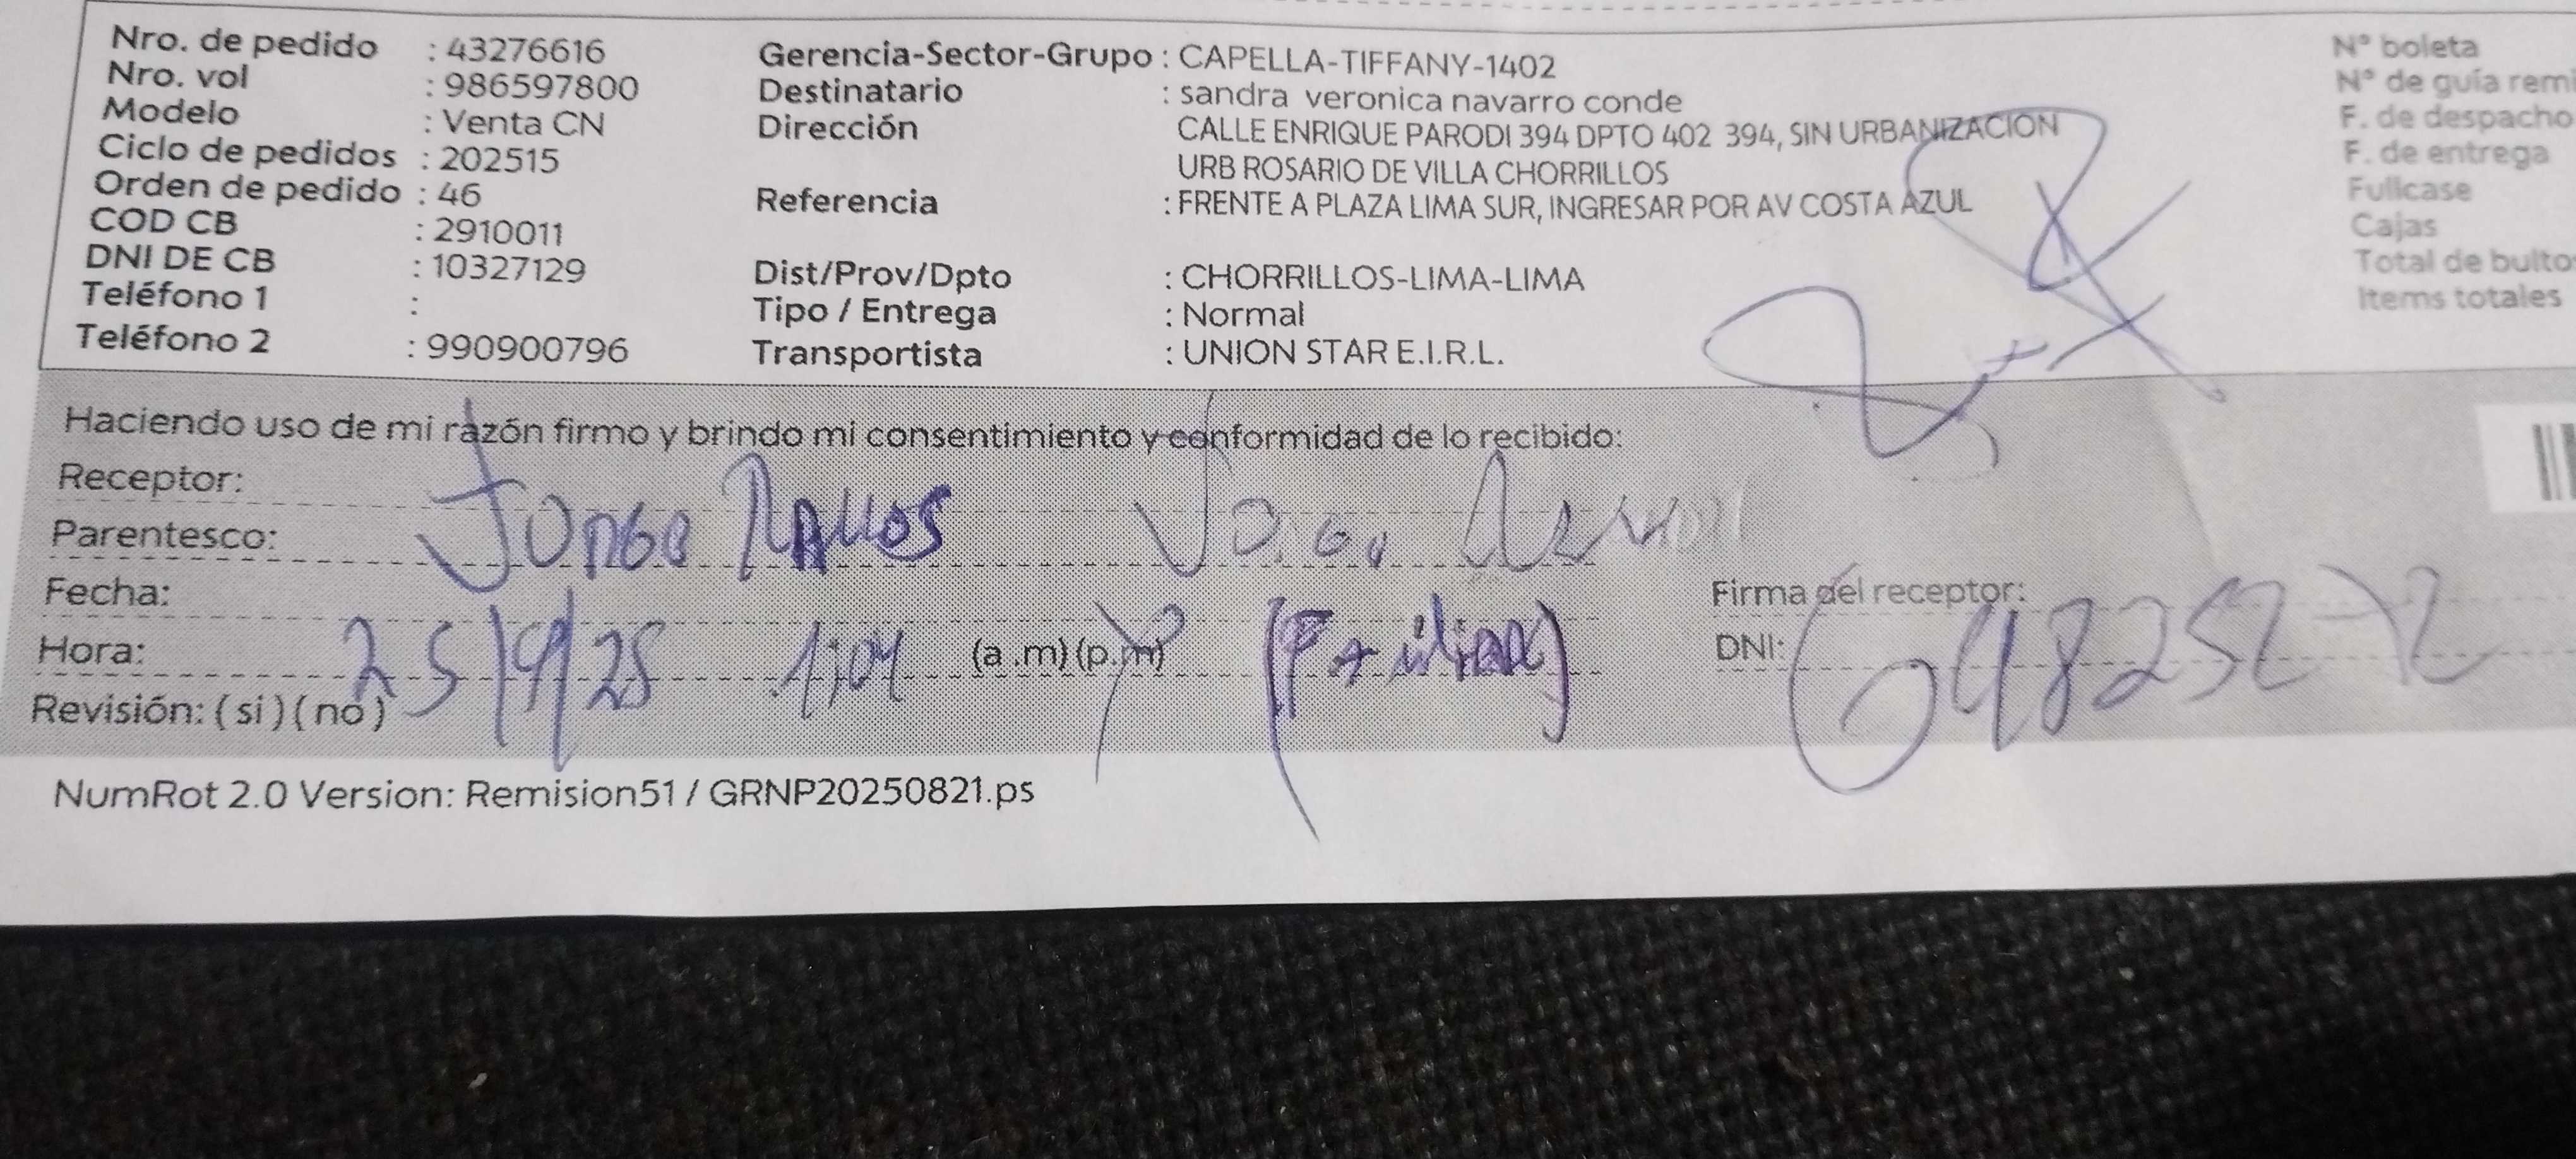 Nro. de pedido : 43276616
Nro. vol : 986597800
Modelo : Venta CN
Ciclo de pedidos : 202515
Orden de pedido : 46
COD CB : 2910011
DNI DE CB : 10327129
Teléfono 1 :
Teléfono 2 : 990900796
Gerencia-Sector-Grupo : CAPELLA-TIFFANY-1402
Destinatario : sandra veronica navarro conde
Dirección CALLE ENRIQUE PARODI 394 DPTO 402 394, SIN URBANIZACION
URB ROSARIO DE VILLA CHORRILLOS
Referencia : FRENTE A PLAZA LIMA SUR, INGRESAR POR AV COSTA AZUL
Dist/Prov/Dpto : CHORRILLOS-LIMA-LIMA
Tipo / Entrega : Normal
Transportista : UNION STAR E.I.R.L.
N° boleta
N° de guía remi
F. de despacho
F. de entrega
Fullcase
Cajas
Total de bulto
Items totales
Haciendo uso de mi razón firmo y brindo mi consentimiento y conformidad de lo recibido:
Receptor:
Parentesco: Jorge Ramos
Fecha:
Hora: 25/9/25 (a .m) (p.m) (Familiar)
Revisión: ( si ) ( no )
Firma del receptor:
DNI:
NumRot 2.0 Version: Remision51 / GRNP20250821.ps